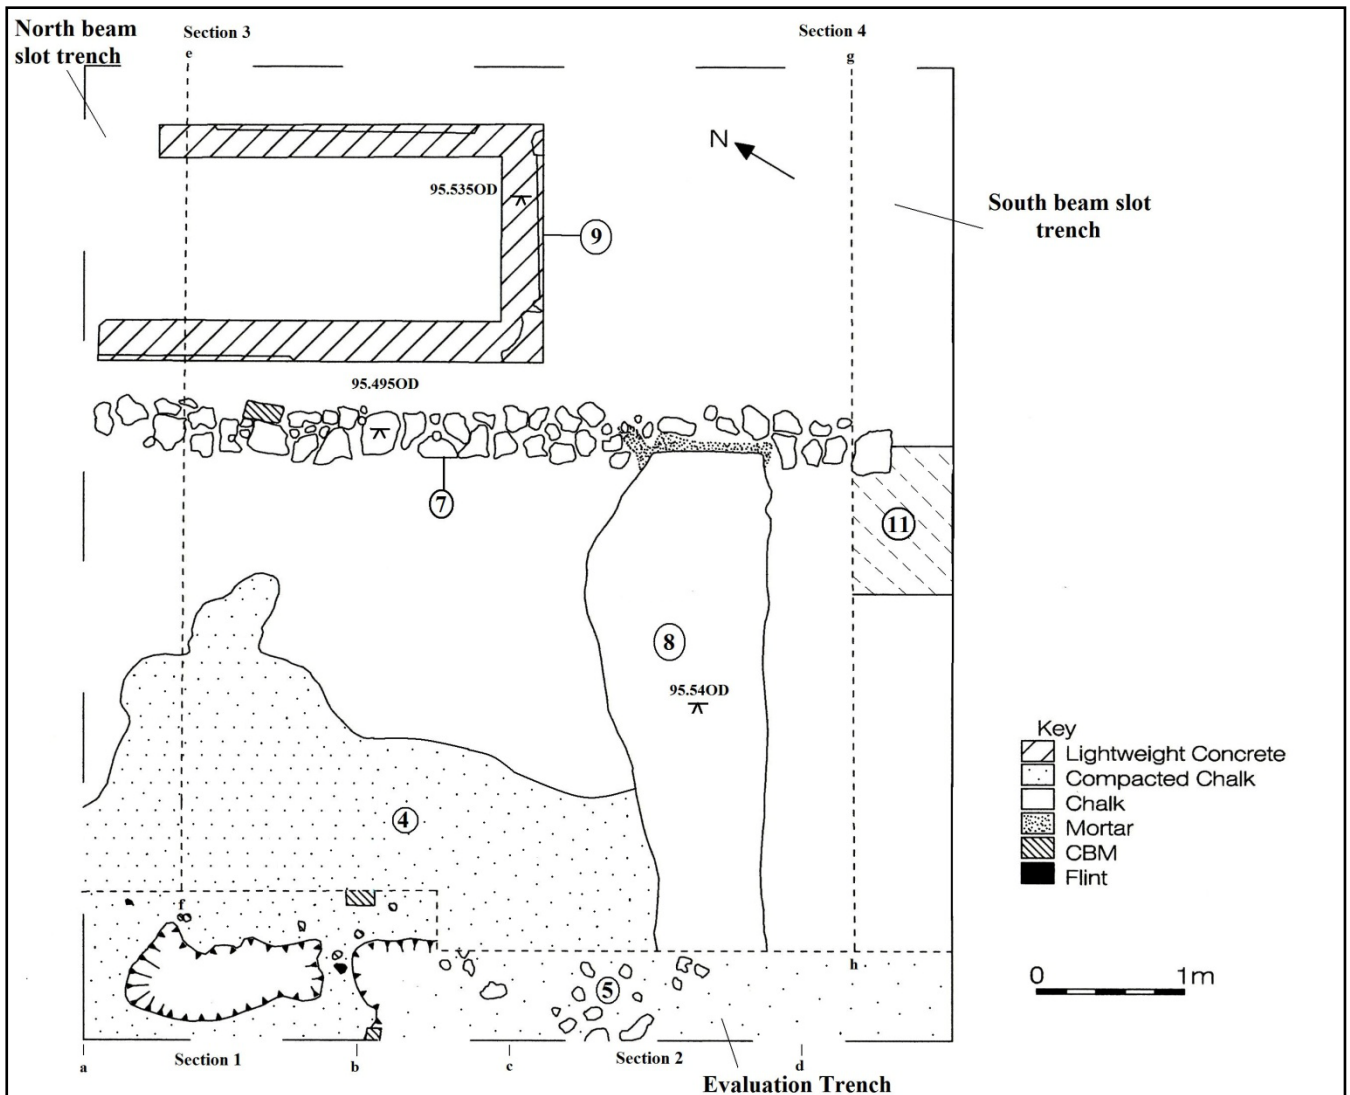 North beam
slot trench
Section 3
e
Section 4
g
N
95.535OD
9
South beam slot
trench
95.495OD
7
11
8
95.54OD
4
f
5
h
Key
Lightweight Concrete
Compacted Chalk
Chalk
Mortar
CBM
Flint
0 1m
a
Section 1
b
c
Section 2
d
Evaluation Trench